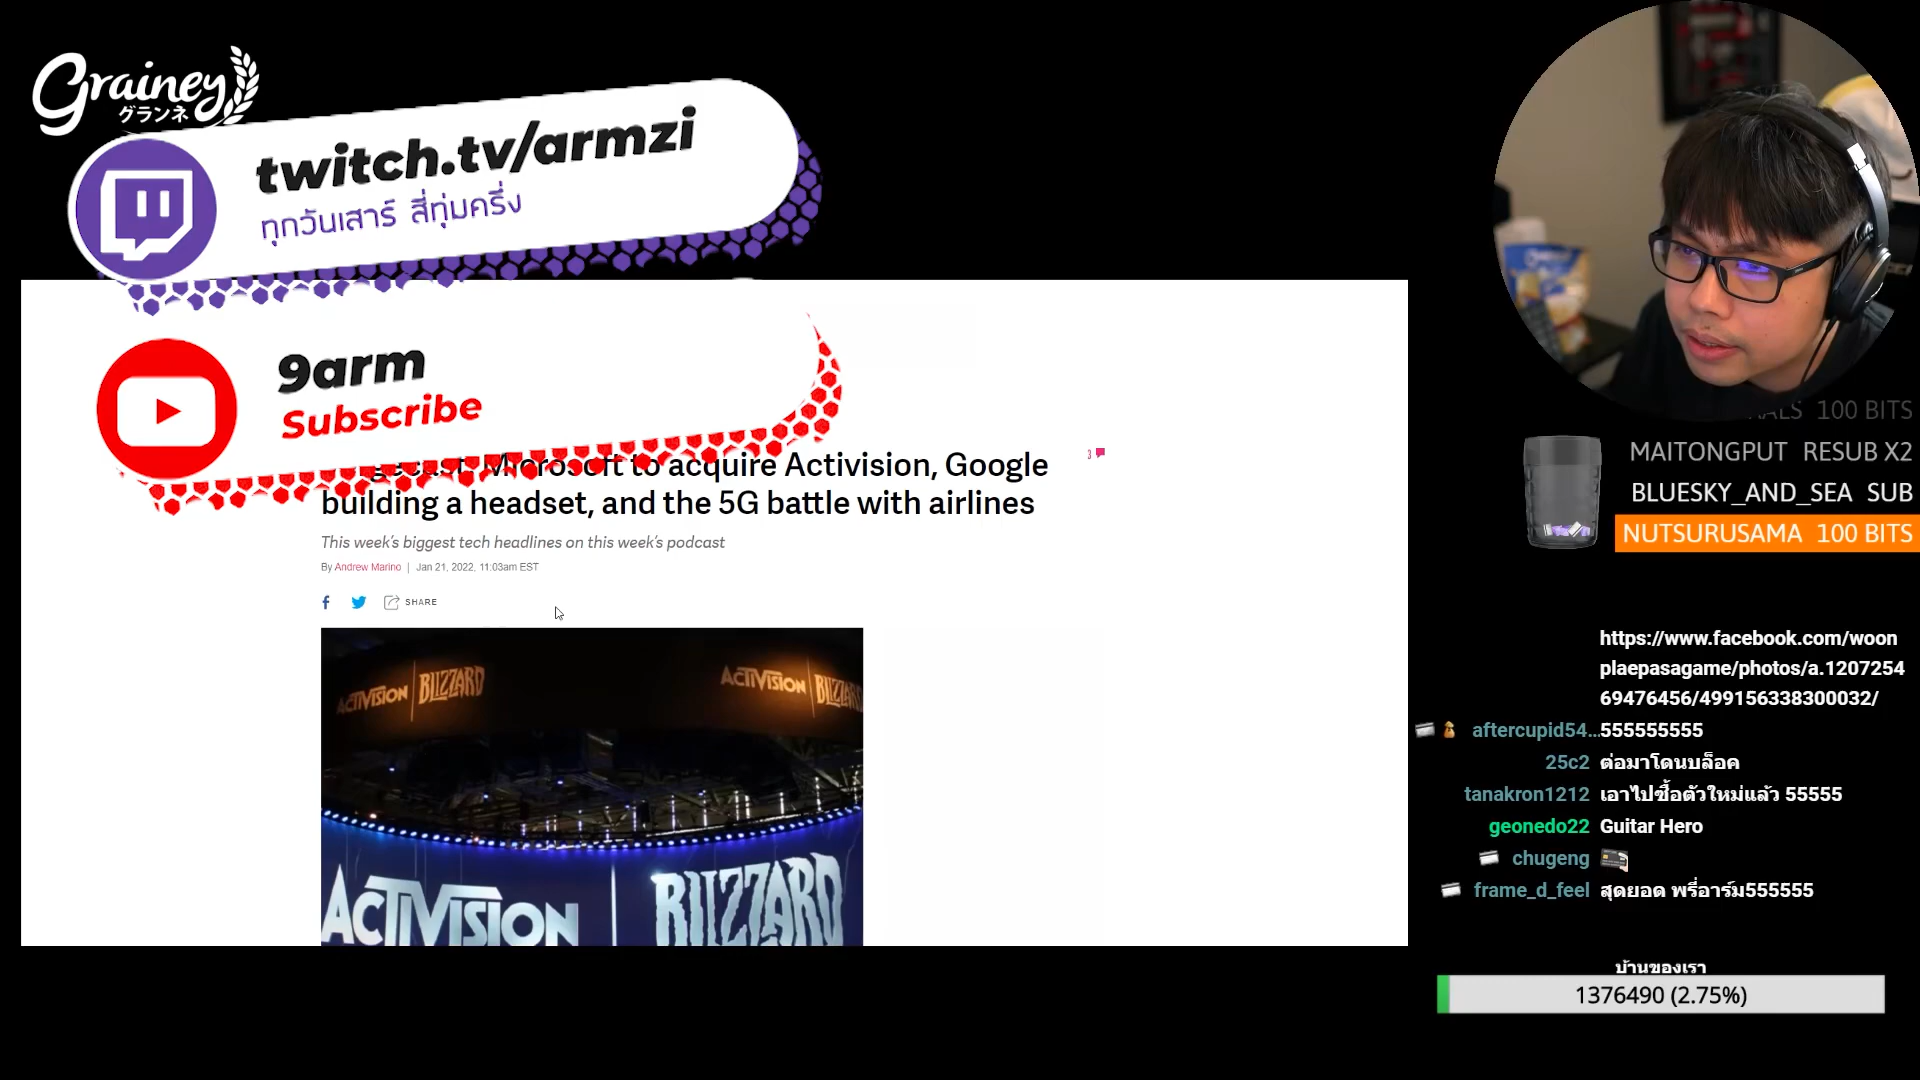 Grainey
グランネ
twitch.tv/armzi
ทุกวันเสาร์ สี่ทุ่มครึ่ง
9arm
Subscribe
Microsoft to acquire Activision, Google
building a headset, and the 5G battle with airlines
This week's biggest tech headlines on this week's podcast
By Andrew Marino | Jan 21, 2022, 11:03am EST
3
SHARE
ACTIVISION BLIZZARD
ACTIVISION BLIZZARD
ACTIVISION BLIZZARD
100 BITS
MAITONGPUT RESUB X2
BLUESKY_AND_SEA SUB
NUTSURUSAMA 100 BITS
https://www.facebook.com/woon
plaepasagame/photos/a.1207254
69476456/499156338300032/
aftercupid54... 555555555
25c2 ต่อมาโดนบล็อค
tanakron1212 เอาไปซื้อตัวใหม่แล้ว 55555
geonedo22 Guitar Hero
chugeng
frame_d_feel สุดยอด พรี่อาร์ม555555
บ้านของเรา
1376490 (2.75%)